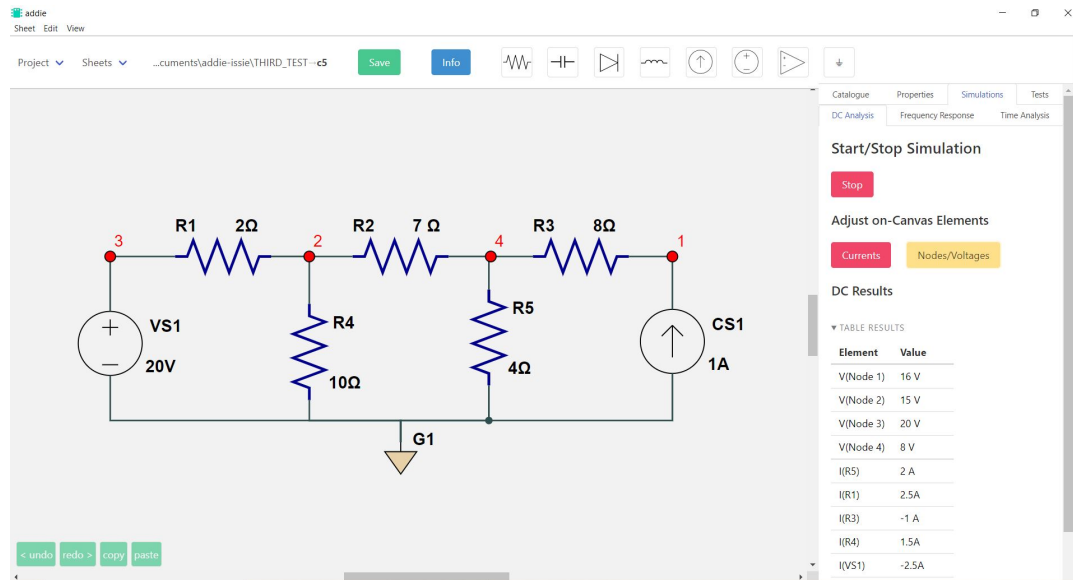 addie
Sheet Edit View
Project Sheets ...cuments\addie-issie\THIRD_TEST→c5 Save Info
Catalogue Properties Simulations Tests
DC Analysis Frequency Response Time Analysis
Start/Stop Simulation
Stop
Adjust on-Canvas Elements
Currents Nodes/Voltages
DC Results
▾ TABLE RESULTS
Element Value
V(Node 1) 16 V
V(Node 2) 15 V
V(Node 3) 20 V
V(Node 4) 8 V
I(R5) 2 A
I(R1) 2.5A
I(R3) -1 A
I(R4) 1.5A
I(VS1) -2.5A
R1 2Ω R2 7 Ω R3 8Ω
3 2 4 1
VS1
20V
R4
10Ω
R5
4Ω
CS1
1A
G1
< undo redo > copy paste